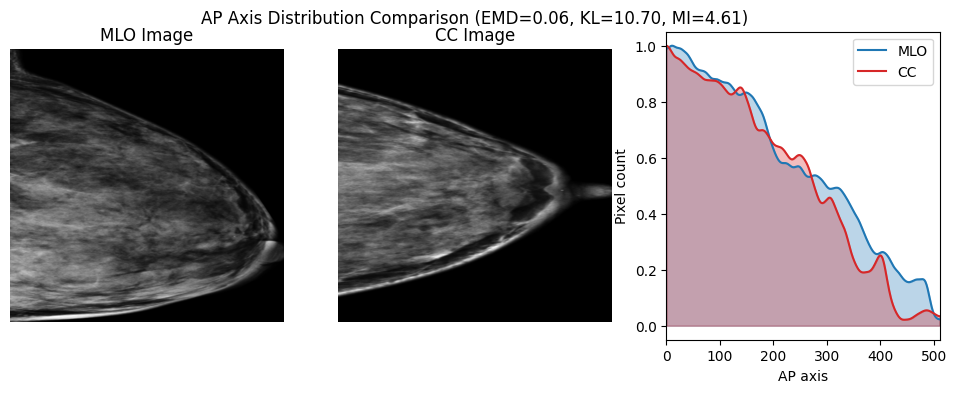 AP Axis Distribution Comparison (EMD=0.06, KL=10.70, MI=4.61)
MLO Image
CC Image
MLO
CC
Pixel count
1.0
0.8
0.6
0.4
0.2
0.0
0 100 200 300 400 500
AP axis